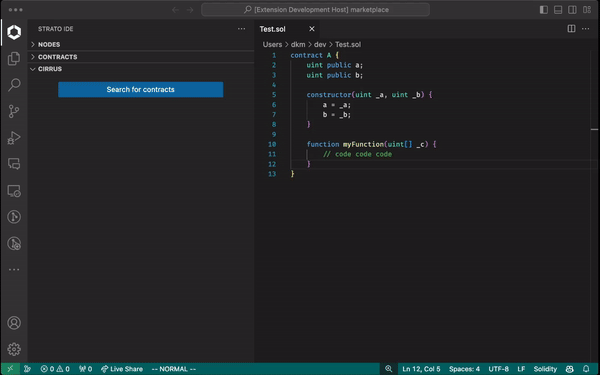 [Extension Development Host] marketplace
STRATO IDE
NODES
CONTRACTS
CIRRUS
Search for contracts
Test.sol
Users > dkm > dev > Test.sol
1 contract A {
2 uint public a;
3 uint public b;
4
5 constructor(uint _a, uint _b) {
6 a = _a;
7 b = _b;
8 }
9
10 function myFunction(uint[] _c) {
11 // code code code
12 }
13 }
0 0 0 Live Share -- NORMAL -- Ln 12, Col 5 Spaces: 4 UTF-8 LF Solidity